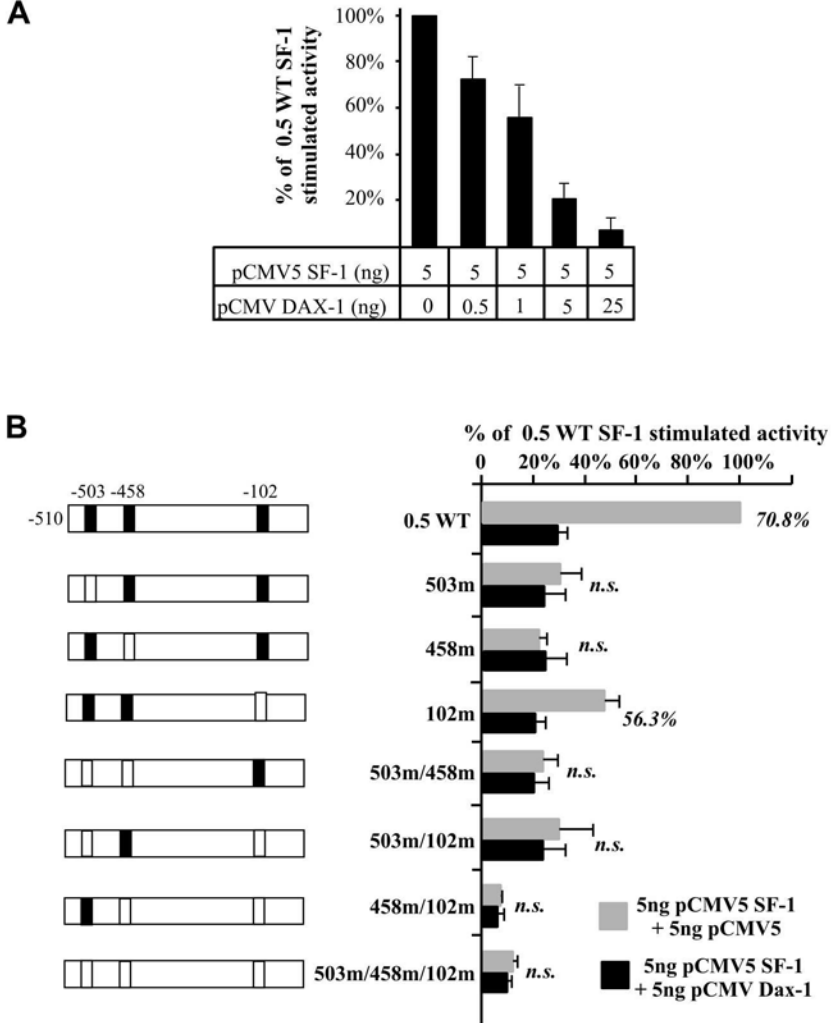 A
% of 0.5 WT SF-1
stimulated activity
100%
80%
60%
40%
20%
pCMV5 SF-1 (ng) 5 5 5 5 5
pCMV DAX-1 (ng) 0 0.5 1 5 25
B
% of 0.5 WT SF-1 stimulated activity
0 20% 40% 60% 80% 100%
-503 -458 -102
-510
0.5 WT 70.8%
503m n.s.
458m n.s.
102m 56.3%
503m/458m n.s.
503m/102m n.s.
458m/102m n.s.
503m/458m/102m n.s.
5ng pCMV5 SF-1
+ 5ng pCMV5
5ng pCMV5 SF-1
+ 5ng pCMV Dax-1